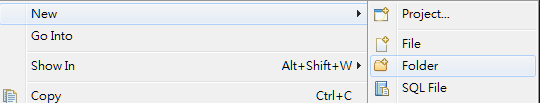 New
Go Into
Show In Alt+Shift+W
Copy Ctrl+C
Project...
File
Folder
SQL File